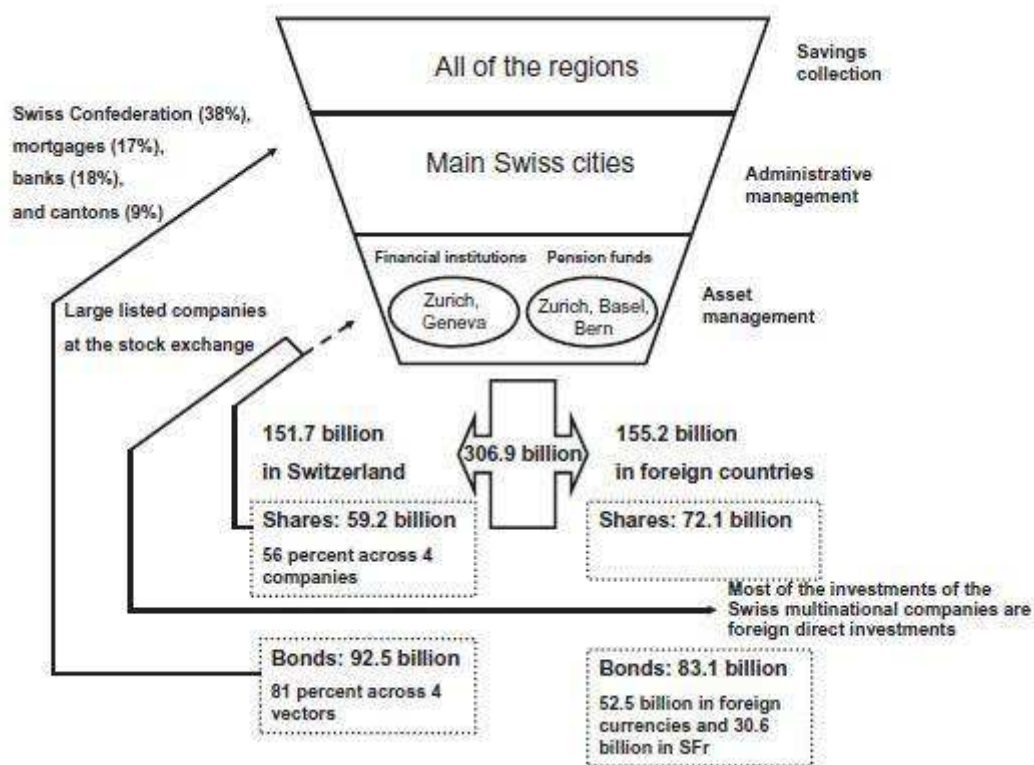 All of the regions
Savings
collection
Swiss Confederation (38%),
mortgages (17%),
banks (18%),
and cantons (9%)
Main Swiss cities
Administrative
management
Financial institutions
Pension funds
Zurich,
Geneva
Zurich, Basel,
Bern
Asset
management
Large listed companies
at the stock exchange
151.7 billion
in Switzerland
306.9 billion
155.2 billion
in foreign countries
Shares: 59.2 billion
56 percent across 4
companies
Shares: 72.1 billion
Most of the investments of the
Swiss multinational companies are
foreign direct investments
Bonds: 92.5 billion
81 percent across 4
vectors
Bonds: 83.1 billion
52.5 billion in foreign
currencies and 30.6
billion in SFr